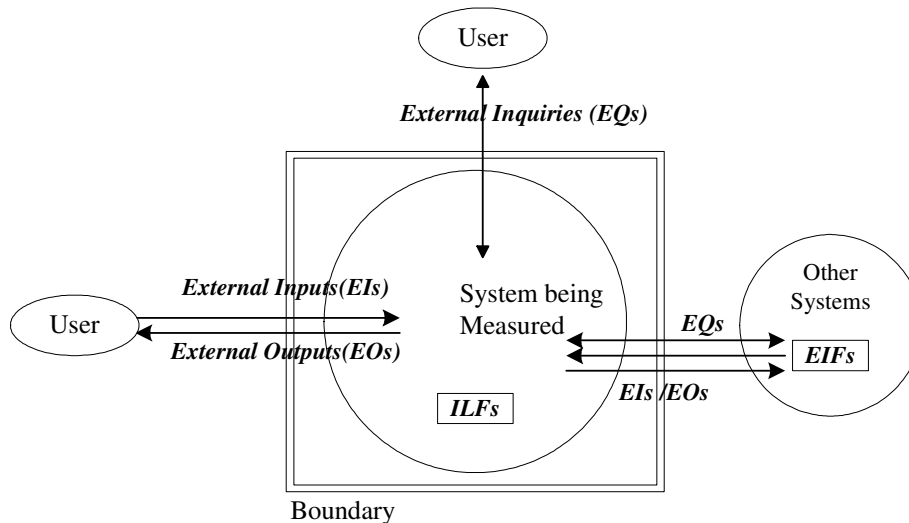 User
External Inquiries (EQs)
External Inputs(EIs)
User
External Outputs(EOs)
System being
Measured
ILFs
EQs
EIs /EOs
Other
Systems
EIFs
Boundary